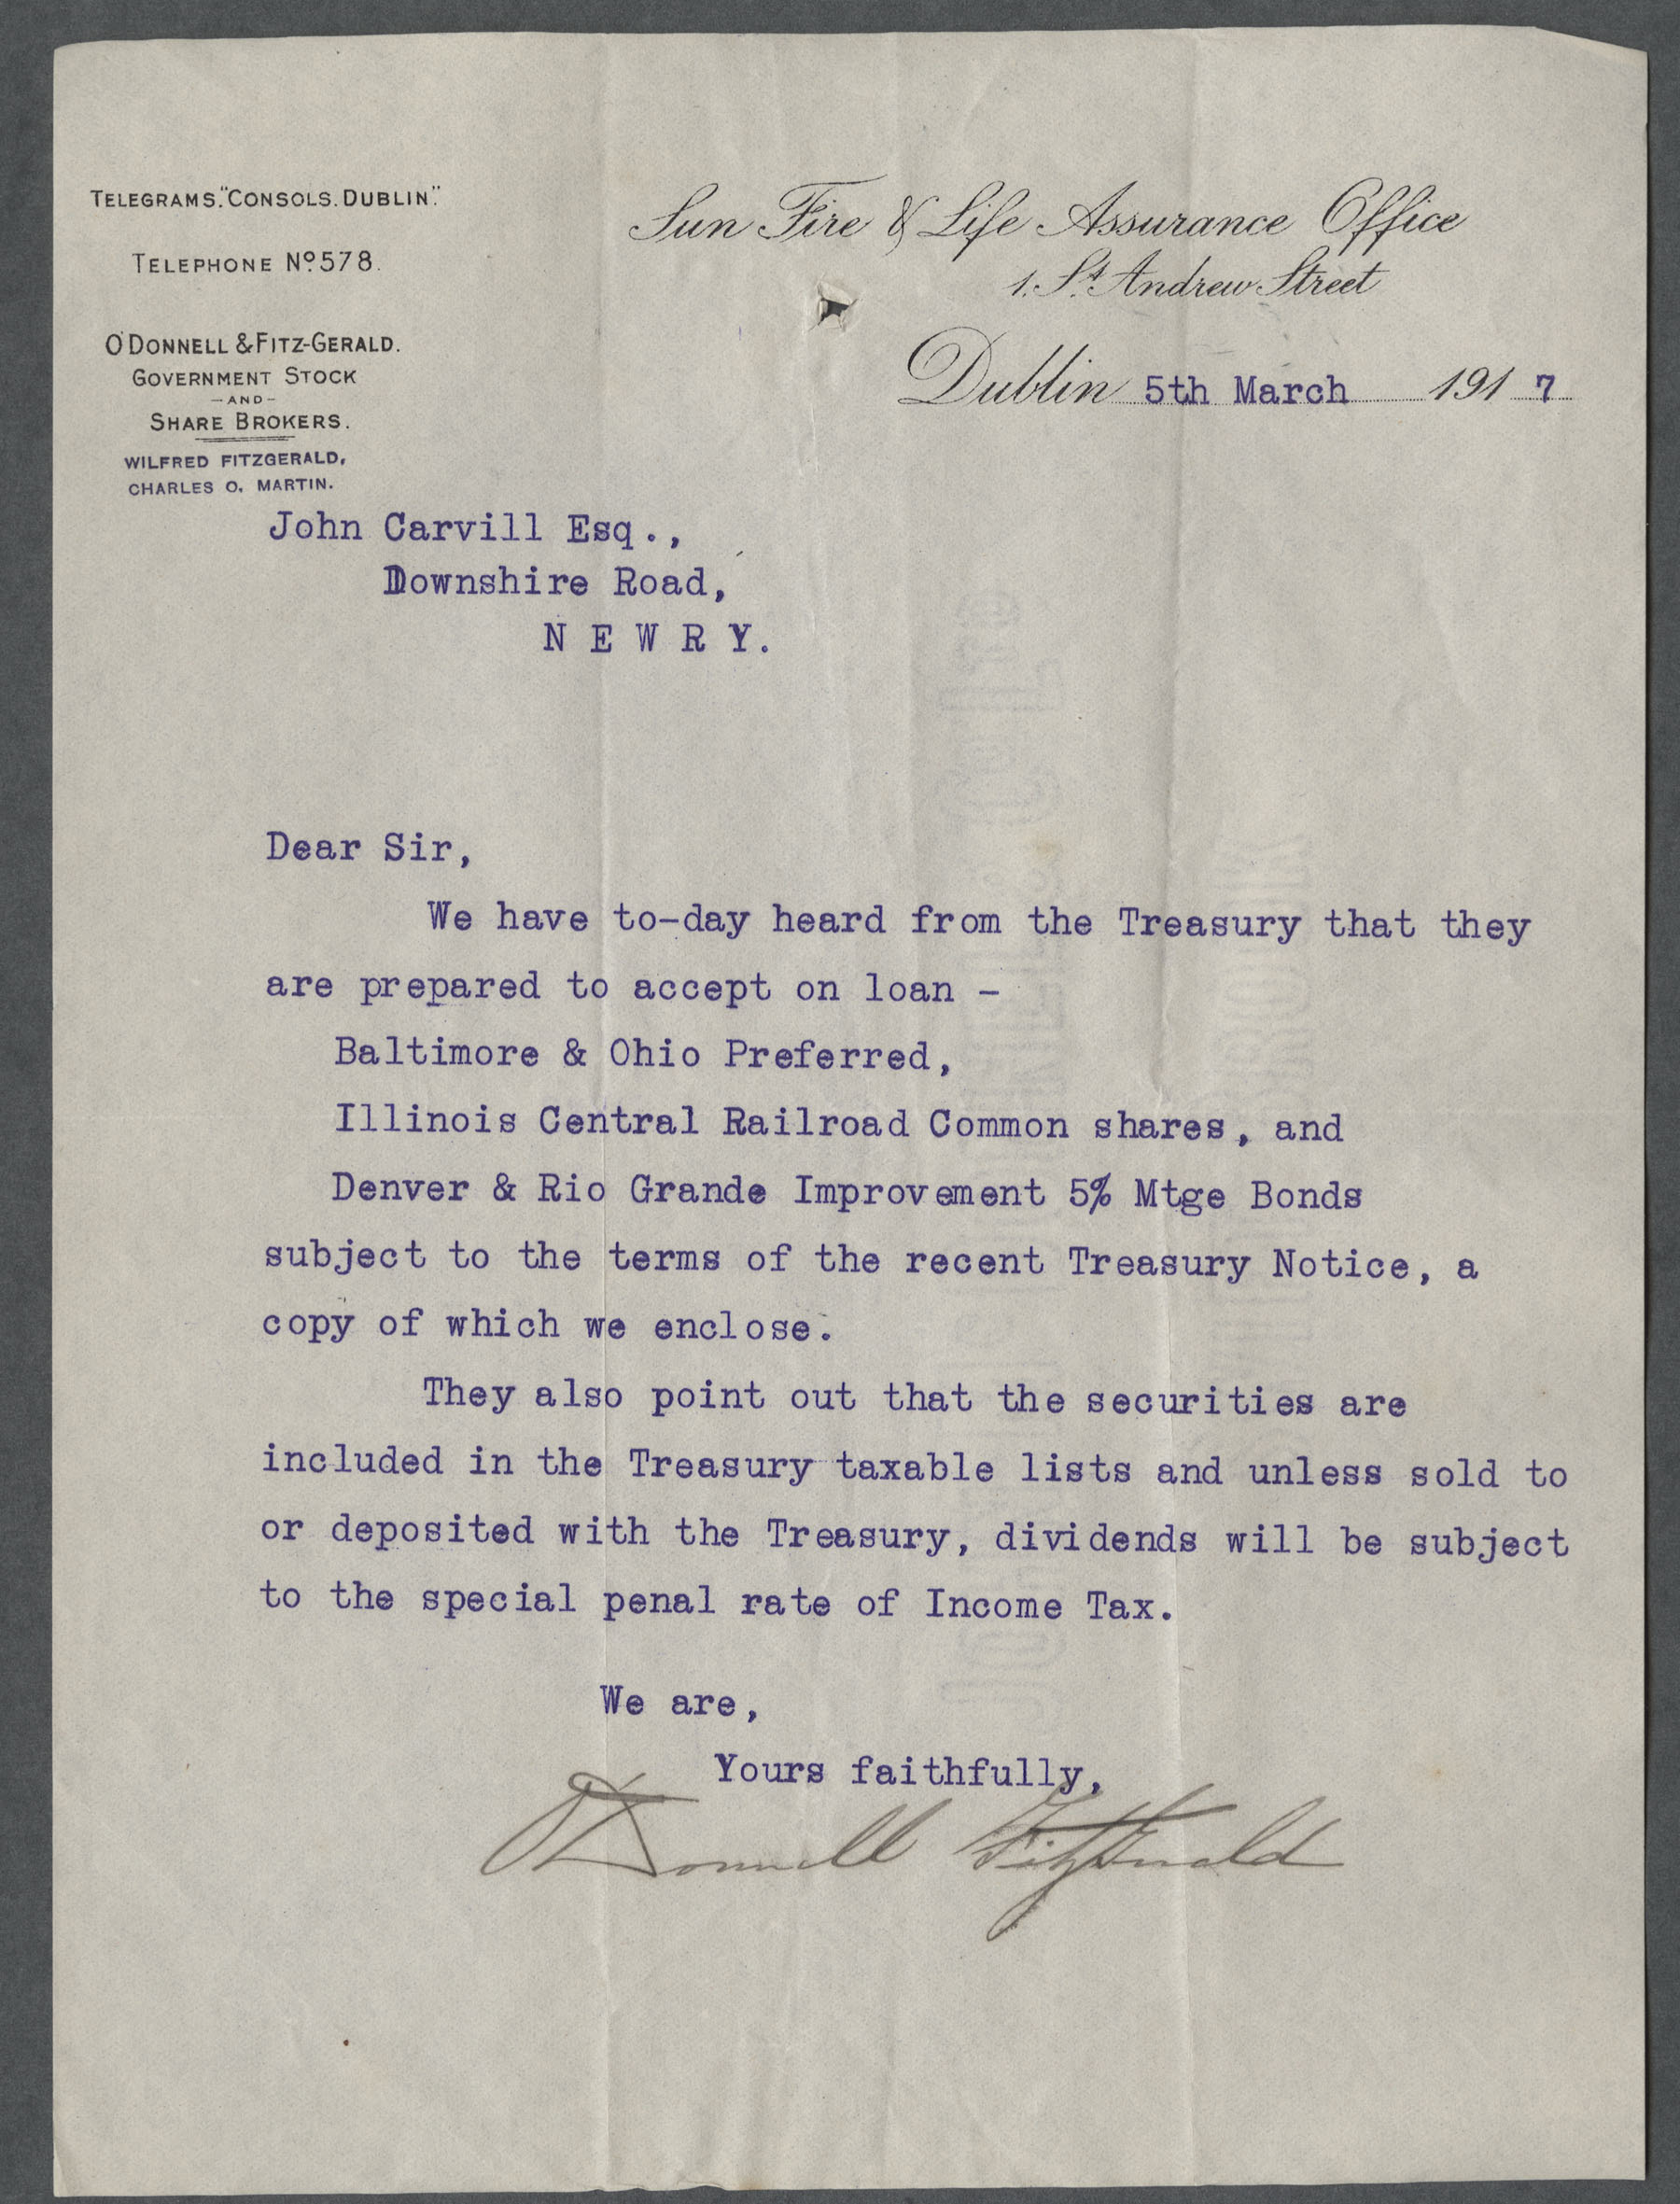 TELEGRAMS."CONSOLS. DUBLIN."
TELEPHONE No. 578.
O'DONNELL & FITZ-GERALD.
GOVERNMENT STOCK
- AND -
SHARE BROKERS.
WILFRED FITZGERALD,
CHARLES O. MARTIN.
Sun Fire & Life Assurance Office
1. St. Andrew Street
Dublin 5th March 1917
John Carvill Esq.,
Downshire Road,
N E W R Y.
Dear Sir,
We have to-day heard from the Treasury that they
are prepared to accept on loan -
Baltimore & Ohio Preferred,
Illinois Central Railroad Common shares, and
Denver & Rio Grande Improvement 5% Mtge Bonds
subject to the terms of the recent Treasury Notice, a
copy of which we enclose.
They also point out that the securities are
included in the Treasury taxable lists and unless sold to
or deposited with the Treasury, dividends will be subject
to the special penal rate of Income Tax.
We are,
Yours faithfully,
O'Donnell Fitzgerald